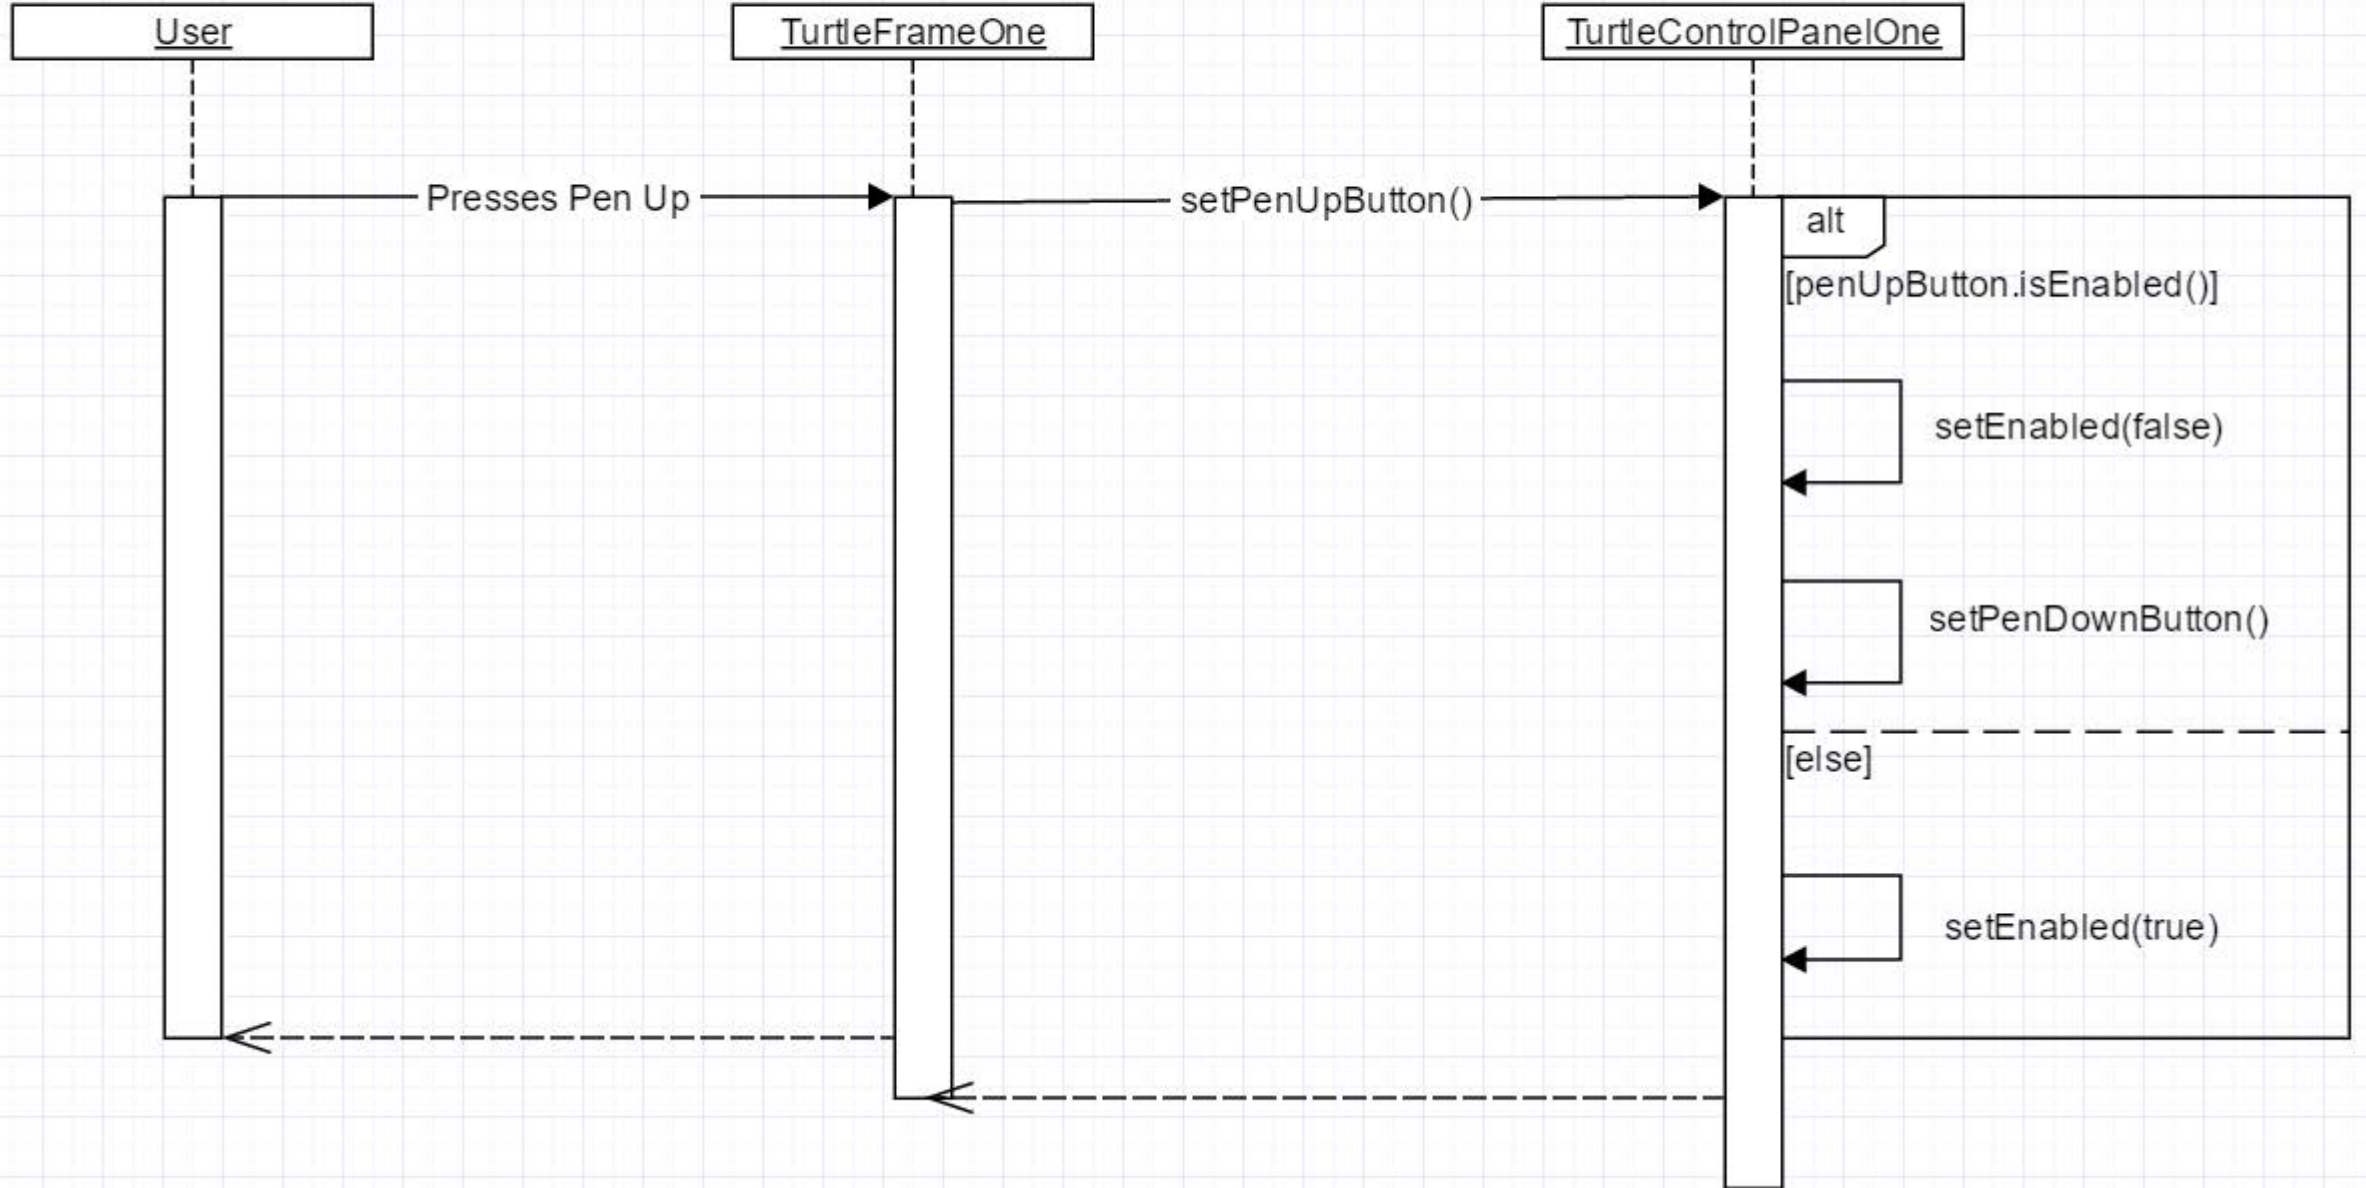 User
TurtleFrameOne
TurtleControlPanelOne
Presses Pen Up
setPenUpButton()
alt
[penUpButton.isEnabled()]
setEnabled(false)
setPenDownButton()
[else]
setEnabled(true)